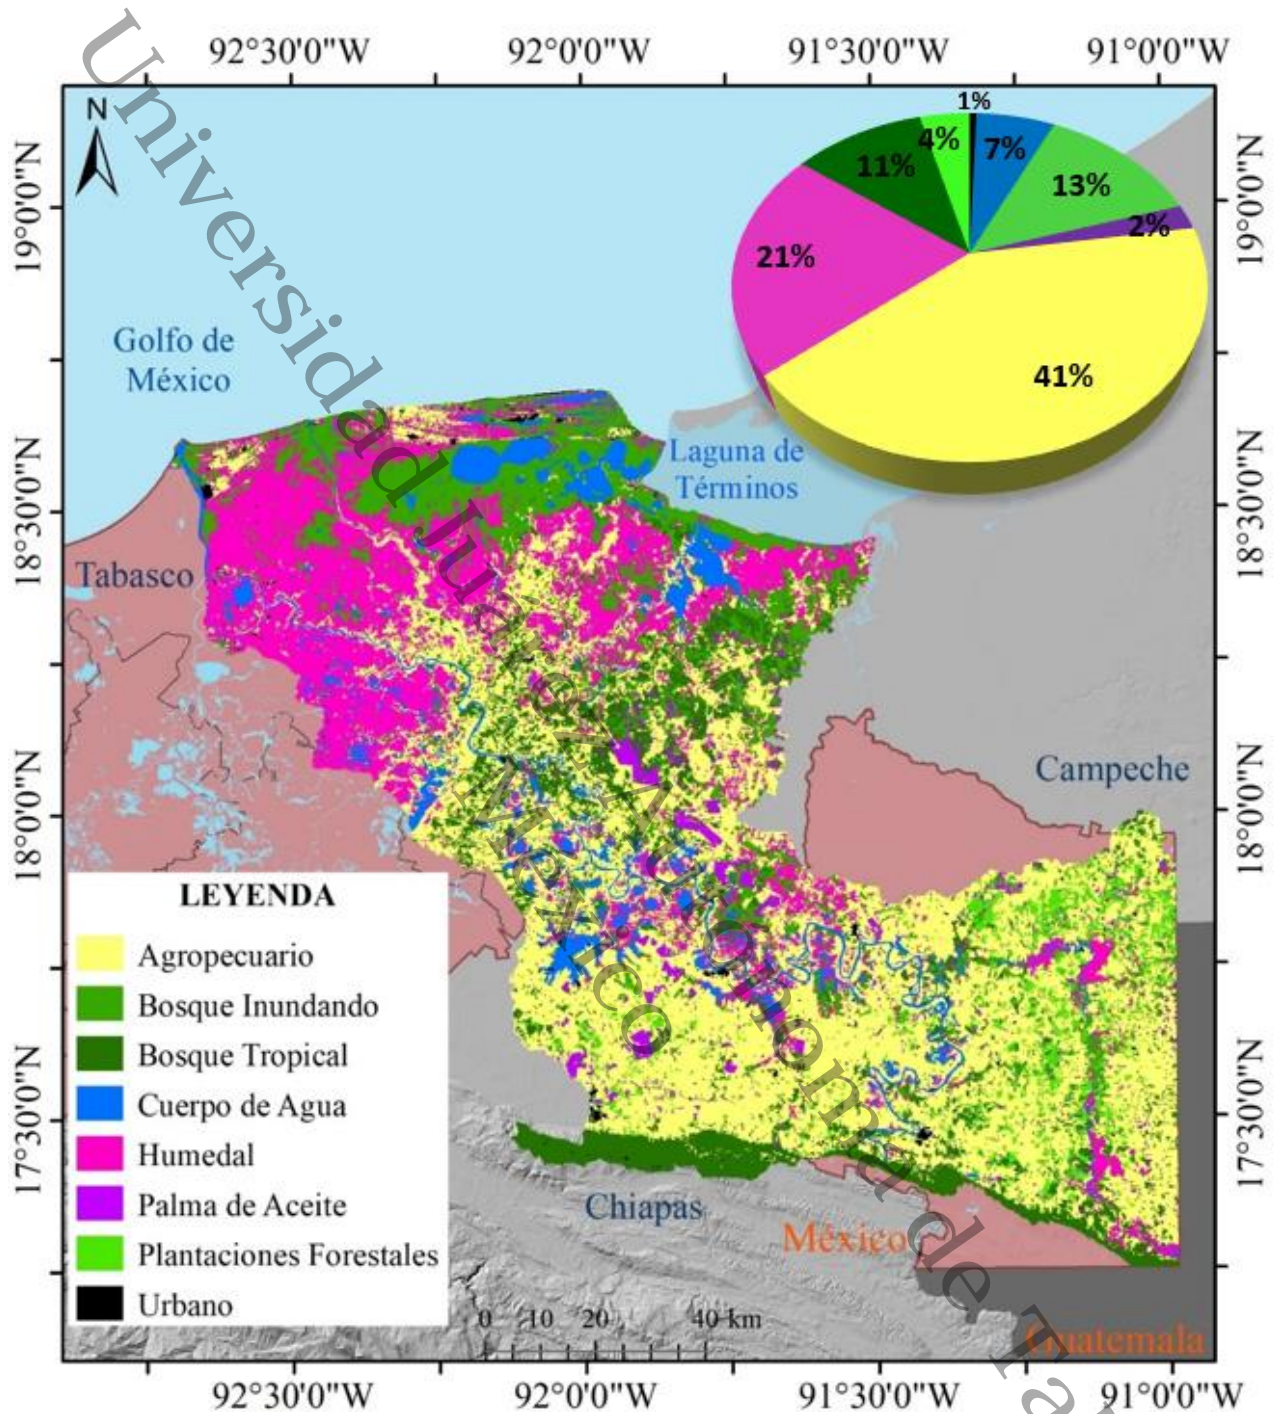 92°30'0"W 92°0'0"W 91°30'0"W 91°0'0"W
N
1%
4%
7%
11%
13%
2%
21%
41%
19°0'0"N
19°0'0"N
Golfo de
México
Laguna de
Términos
18°30'0"N
18°30'0"N
Tabasco
Campeche
18°0'0"N
18°0'0"N
LEYENDA
Agropecuario
Bosque Inundando
Bosque Tropical
Cuerpo de Agua
Humedal
Palma de Aceite
Plantaciones Forestales
Urbano
17°30'0"N
17°30'0"N
Chiapas
México
0 10 20 40 km
Guatemala
92°30'0"W 92°0'0"W 91°30'0"W 91°0'0"W
Universidad Juárez Autónoma de Ta
México